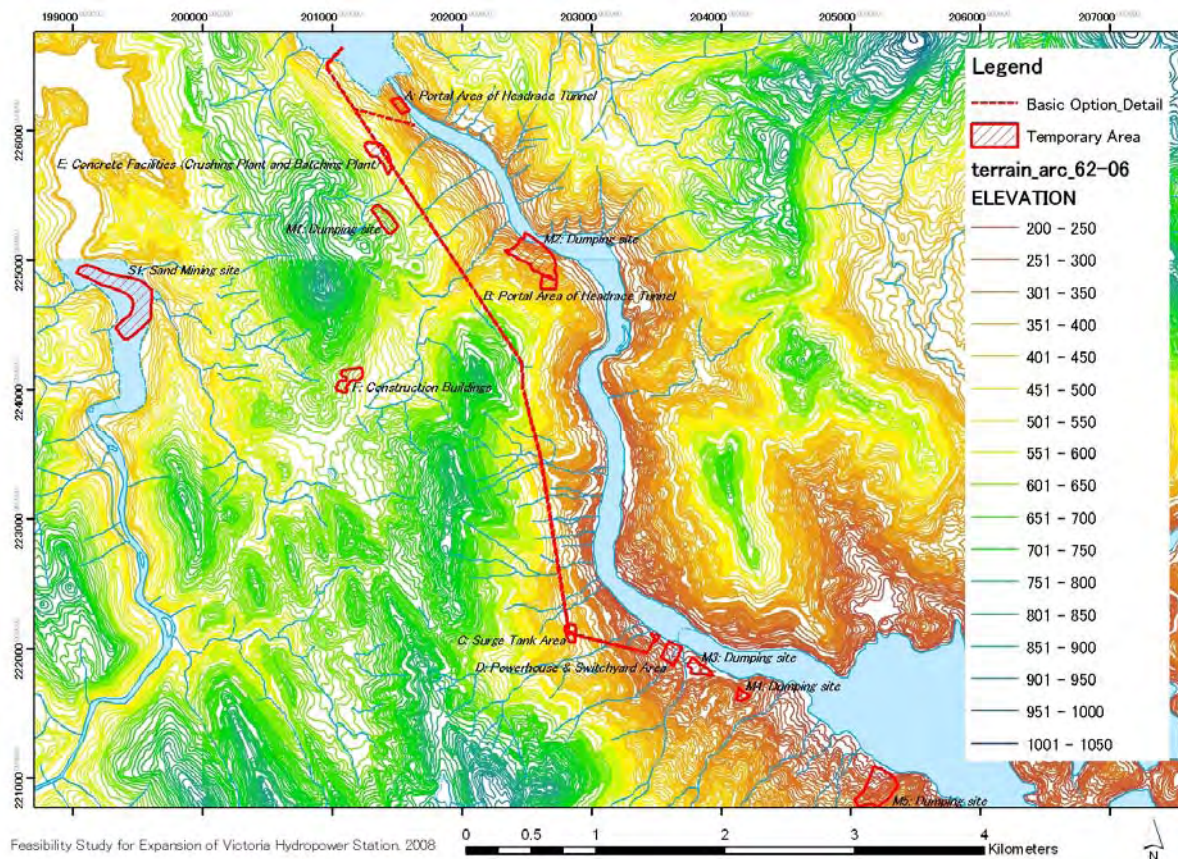 199000 200000 201000 202000 203000 204000 205000 206000 207000
226000
225000
224000
223000
222000
221000
A: Portal Area of Headrade Tunnel
E: Concrete Facilities (Crushing Plant and Batching Plant)
M1: Dumping site
M2: Dumping site
S1: Sand Mining site
B: Portal Area of Headrace Tunnel
F: Construction Buildings
C: Surge Tank Area
D: Powerhouse & Switchyard Area
M3: Dumping site
M4: Dumping site
M5: Dumping site
Legend
Basic Option_Detail
Temporary Area
terrain_arc_62-06
ELEVATION
200 - 250
251 - 300
301 - 350
351 - 400
401 - 450
451 - 500
501 - 550
551 - 600
601 - 650
651 - 700
701 - 750
751 - 800
801 - 850
851 - 900
901 - 950
951 - 1000
1001 - 1050
Feasibility Study for Expansion of Victoria Hydropower Station. 2008
0 0.5 1 2 3 4
Kilometers
N